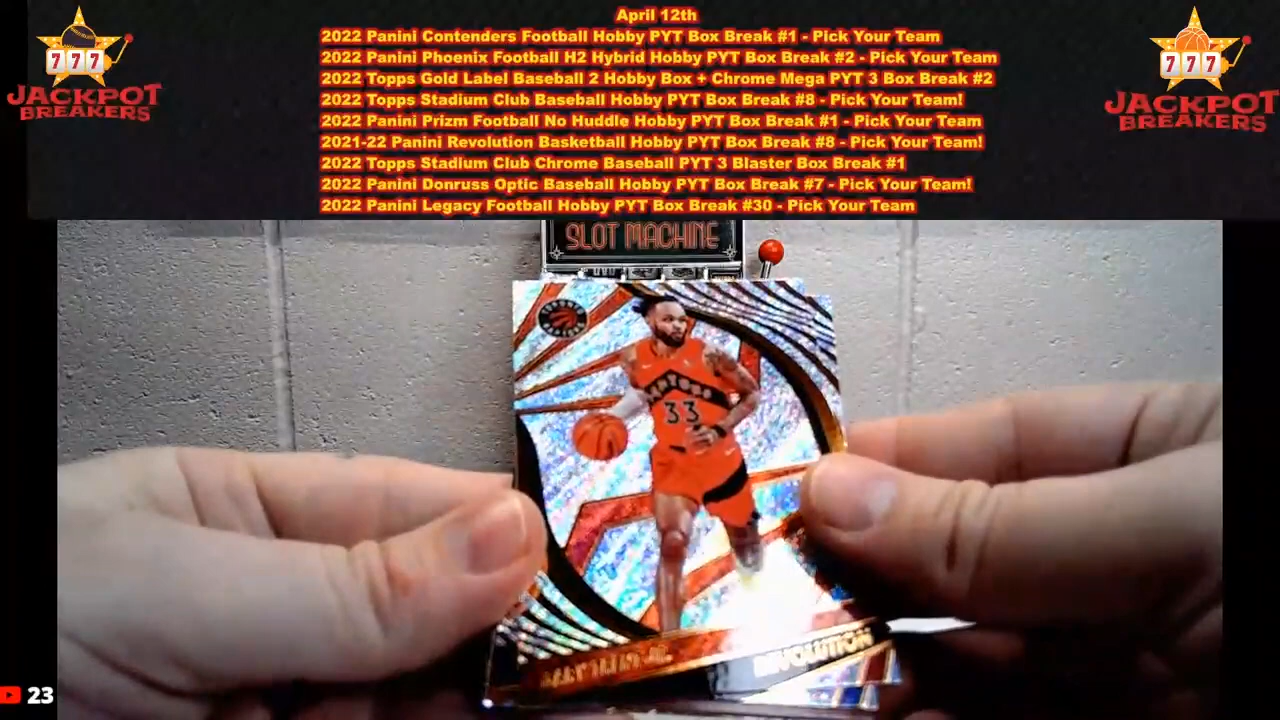 April 12th
2022 Panini Contenders Football Hobby PYT Box Break #1 - Pick Your Team
2022 Panini Phoenix Football H2 Hybrid Hobby PYT Box Break #2 - Pick Your Team
2022 Topps Gold Label Baseball 2 Hobby Box + Chrome Mega PYT 3 Box Break #2
2022 Topps Stadium Club Baseball Hobby PYT Box Break #8 - Pick Your Team!
2022 Panini Prizm Football No Huddle Hobby PYT Box Break #1 - Pick Your Team
2021-22 Panini Revolution Basketball Hobby PYT Box Break #8 - Pick Your Team!
2022 Topps Stadium Club Chrome Baseball PYT 3 Blaster Box Break #1
2022 Panini Donruss Optic Baseball Hobby PYT Box Break #7 - Pick Your Team!
2022 Panini Legacy Football Hobby PYT Box Break #30 - Pick Your Team
777
JACKPOT
BREAKERS
777
JACKPOT
BREAKERS
SLOT MACHINE
TORONTO
RAPTORS
RAPTORS
33
REVOLUTION
23